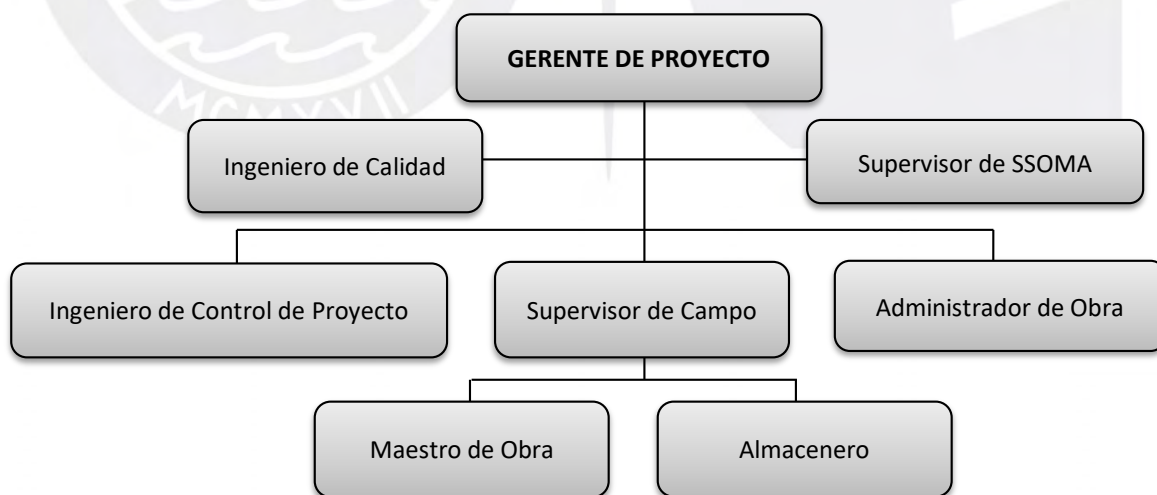 GERENTE DE PROYECTO
Ingeniero de Calidad
Supervisor de SSOMA
Ingeniero de Control de Proyecto
Supervisor de Campo
Administrador de Obra
Maestro de Obra
Almacenero
MCMXVII